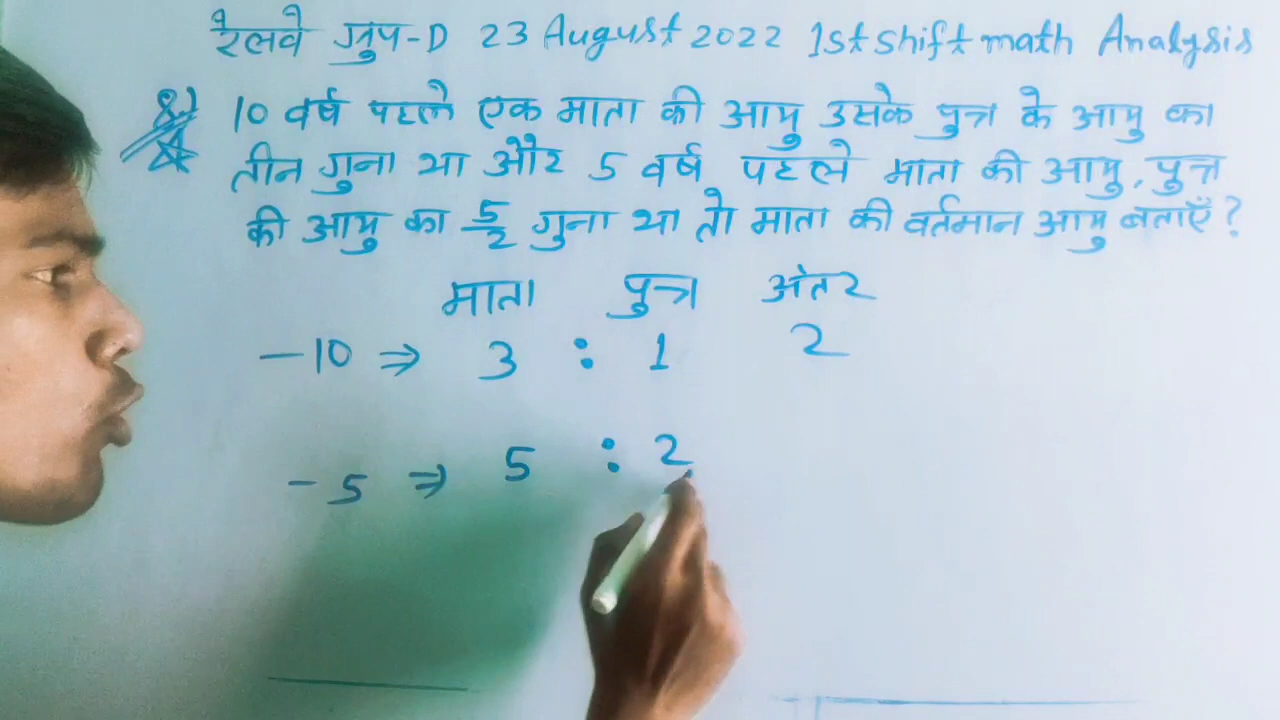 रेलवे ग्रुप-D 23 August 2022 1st shift math Analysis
Q) 10 वर्ष पहले एक माता की आयु उसके पुत्र के आयु का
तीन गुना था और 5 वर्ष पहले माता की आयु, पुत्र
की आयु का 5/2 गुना था तो माता की वर्तमान आयु बताएँ ?
माता पुत्र अंतर
-10 ⇒ 3 : 1 2
-5 ⇒ 5 : 2